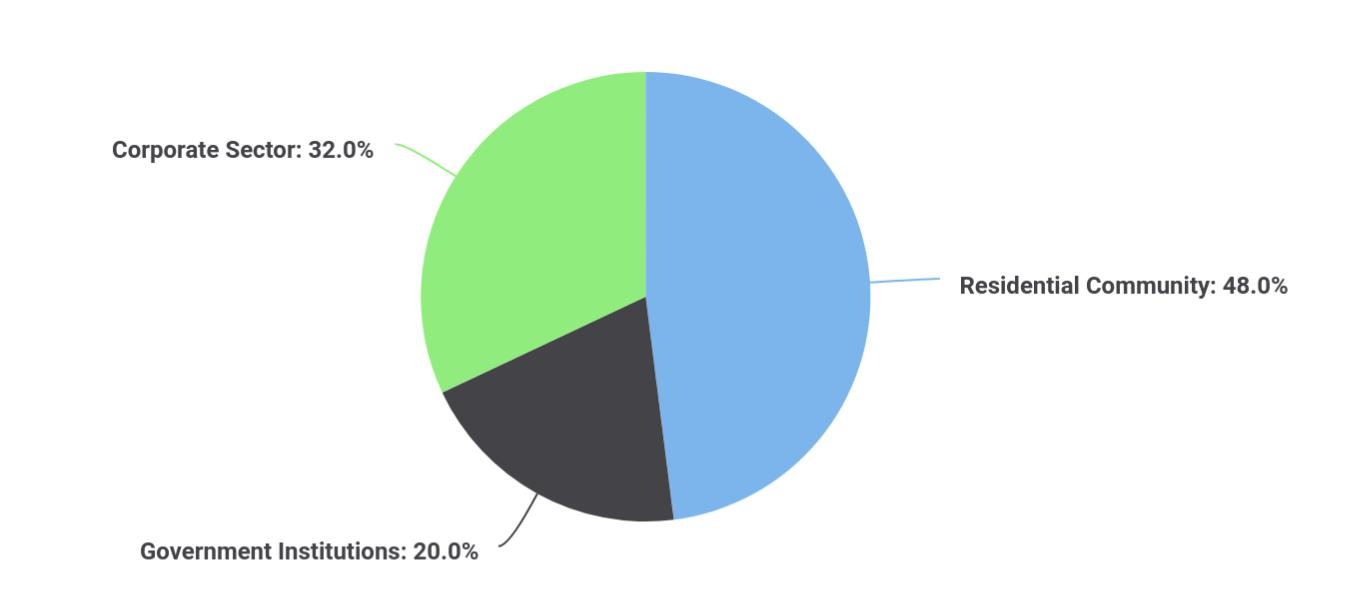 Corporate Sector: 32.0%
Residential Community: 48.0%
Government Institutions: 20.0%